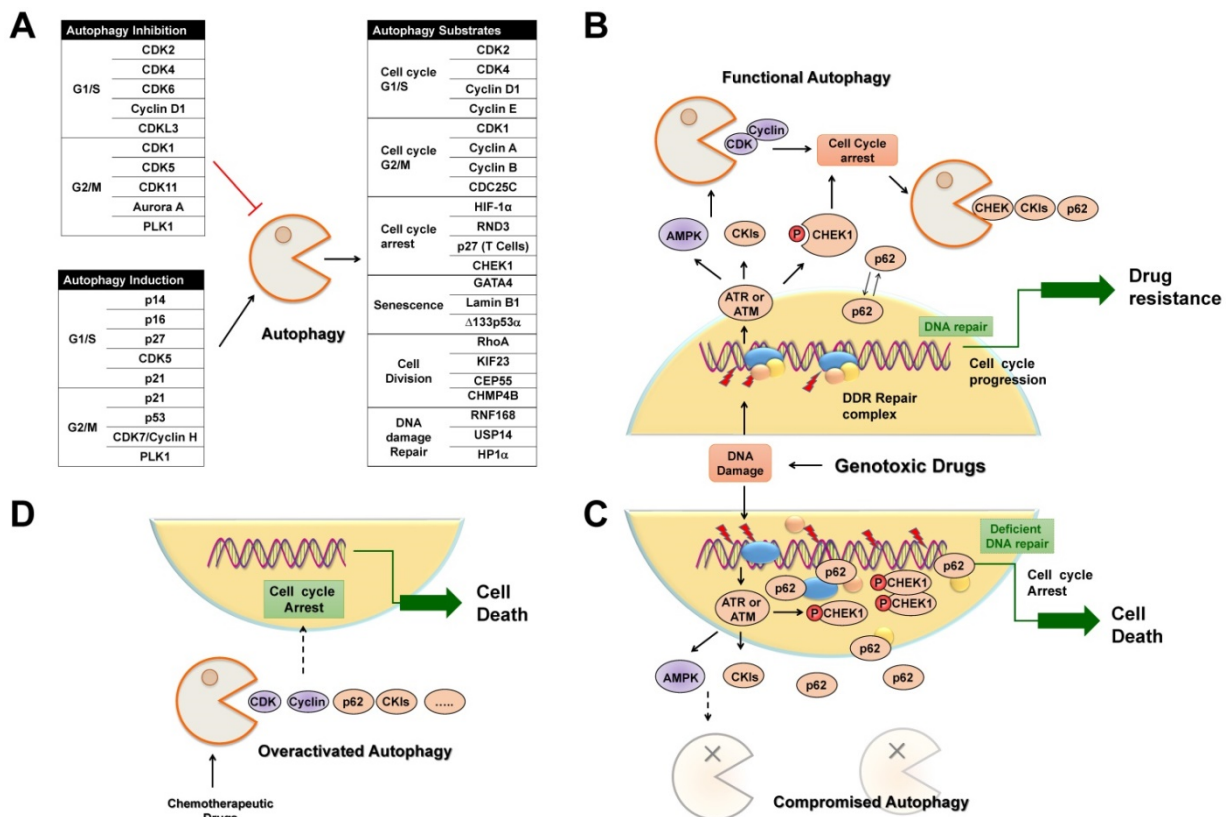 A
Autophagy Inhibition
G1/S
CDK2
CDK4
CDK6
Cyclin D1
CDKL3
G2/M
CDK1
CDK5
CDK11
Aurora A
PLK1
Autophagy Induction
G1/S
p14
p16
p27
CDK5
p21
G2/M
p21
p53
CDK7/Cyclin H
PLK1
Autophagy
Autophagy Substrates
Cell cycle
G1/S
CDK2
CDK4
Cyclin D1
Cyclin E
Cell cycle
G2/M
CDK1
Cyclin A
Cyclin B
CDC25C
Cell cycle
arrest
HIF-1α
RND3
p27 (T Cells)
CHEK1
Senescence
GATA4
Lamin B1
Δ133p53α
Cell
Division
RhoA
KIF23
CEP55
CHMP4B
DNA
damage
Repair
RNF168
USP14
HP1α
B
Functional Autophagy
CDK
Cyclin
Cell Cycle
arrest
CHEK
CKIs
p62
AMPK
CKIs
P
CHEK1
p62
p62
ATR or
ATM
DNA repair
Drug
resistance
Cell cycle
progression
DDR Repair
complex
DNA
Damage
Genotoxic Drugs
C
Deficient
DNA repair
p62
p62
p62
P
CHEK1
P
CHEK1
ATR or
ATM
P
CHEK1
Cell cycle
Arrest
Cell
Death
p62
AMPK
CKIs
p62
p62
Compromised Autophagy
D
Cell cycle
Arrest
Cell
Death
CDK
Cyclin
p62
CKIs
.....
Overactivated Autophagy
Chemotherapeutic
Drugs